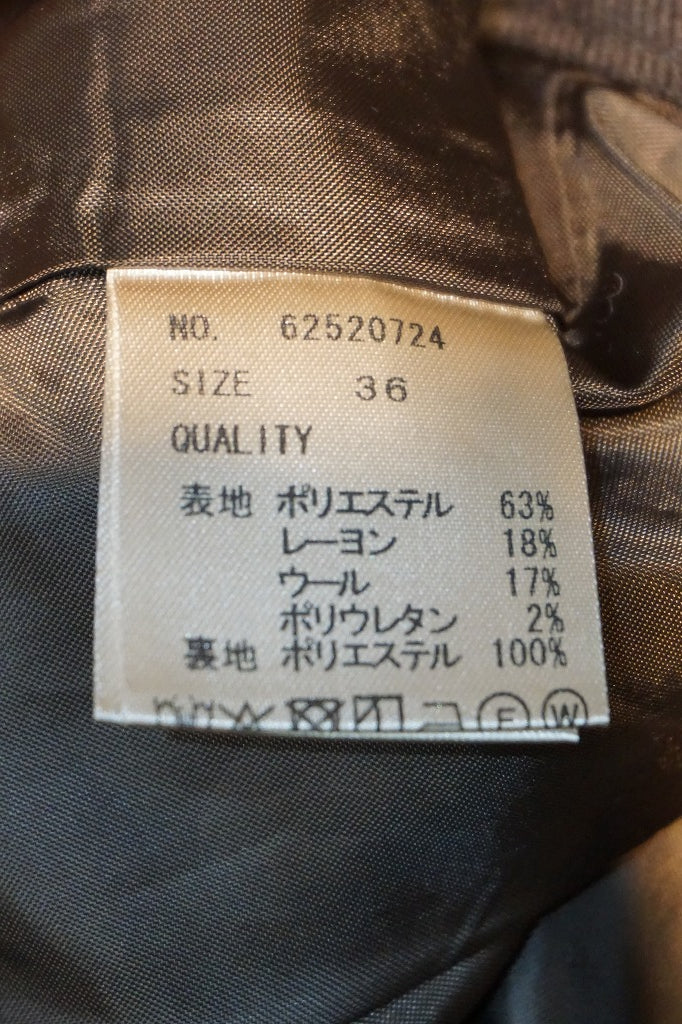 NO. 62520724
SIZE 36
QUALITY
表地 ポリエステル 63%
レーヨン 18%
ウール 17%
ポリウレタン 2%
裏地 ポリエステル 100%
F W